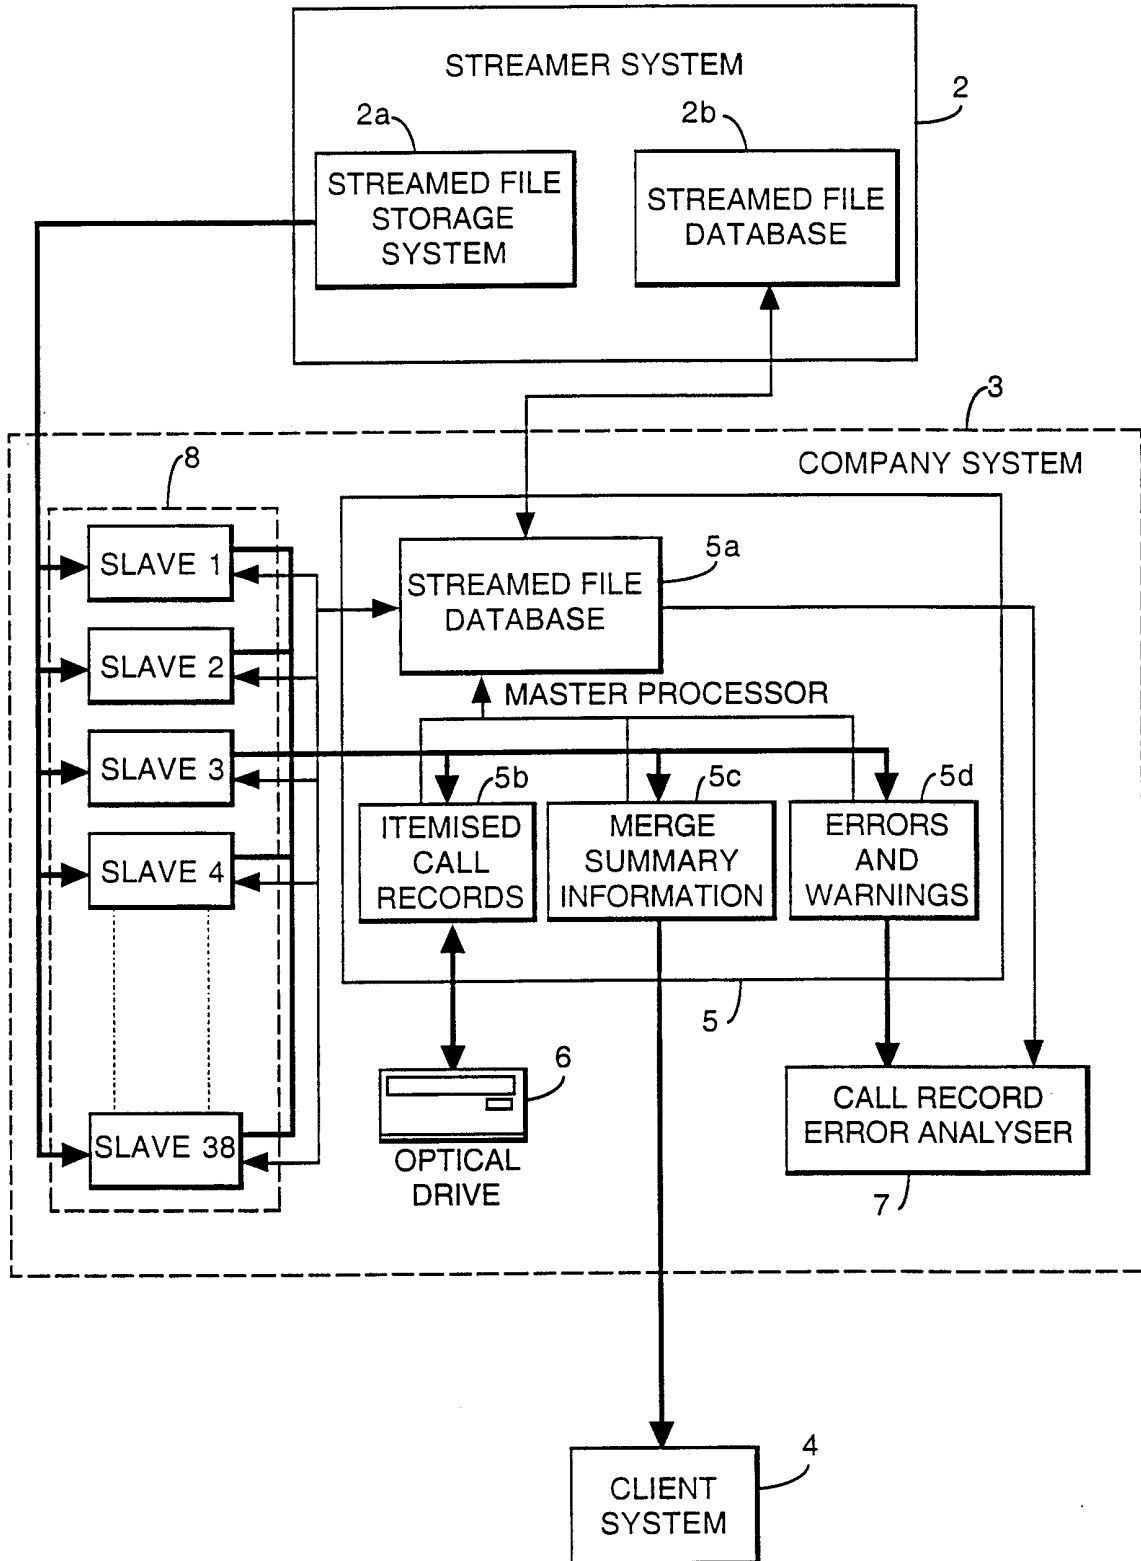 STREAMER SYSTEM
2
2a
2b
STREAMED FILE
STORAGE
SYSTEM
STREAMED FILE
DATABASE
3
COMPANY SYSTEM
8
SLAVE 1
SLAVE 2
SLAVE 3
SLAVE 4
SLAVE 38
5a
STREAMED FILE
DATABASE
MASTER PROCESSOR
5b
5c
5d
ITEMISED
CALL
RECORDS
MERGE
SUMMARY
INFORMATION
ERRORS
AND
WARNINGS
5
6
OPTICAL
DRIVE
CALL RECORD
ERROR ANALYSER
7
4
CLIENT
SYSTEM